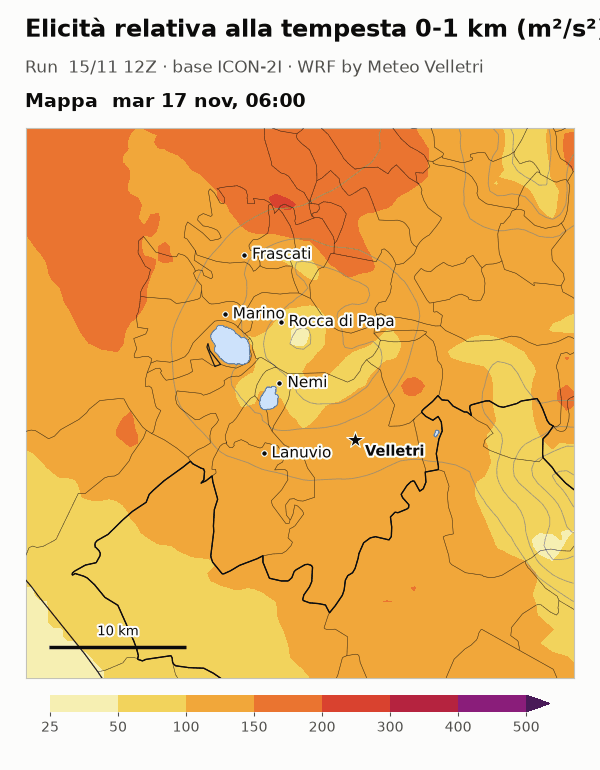 Elicità relativa alla tempesta 0-1 km (m²/s²)
Run 15/11 12Z · base ICON-2I · WRF by Meteo Velletri
Mappa mar 17 nov, 06:00
Frascati
Marino
Rocca di Papa
Nemi
Velletri
Lanuvio
10 km
25 50 100 150 200 300 400 500